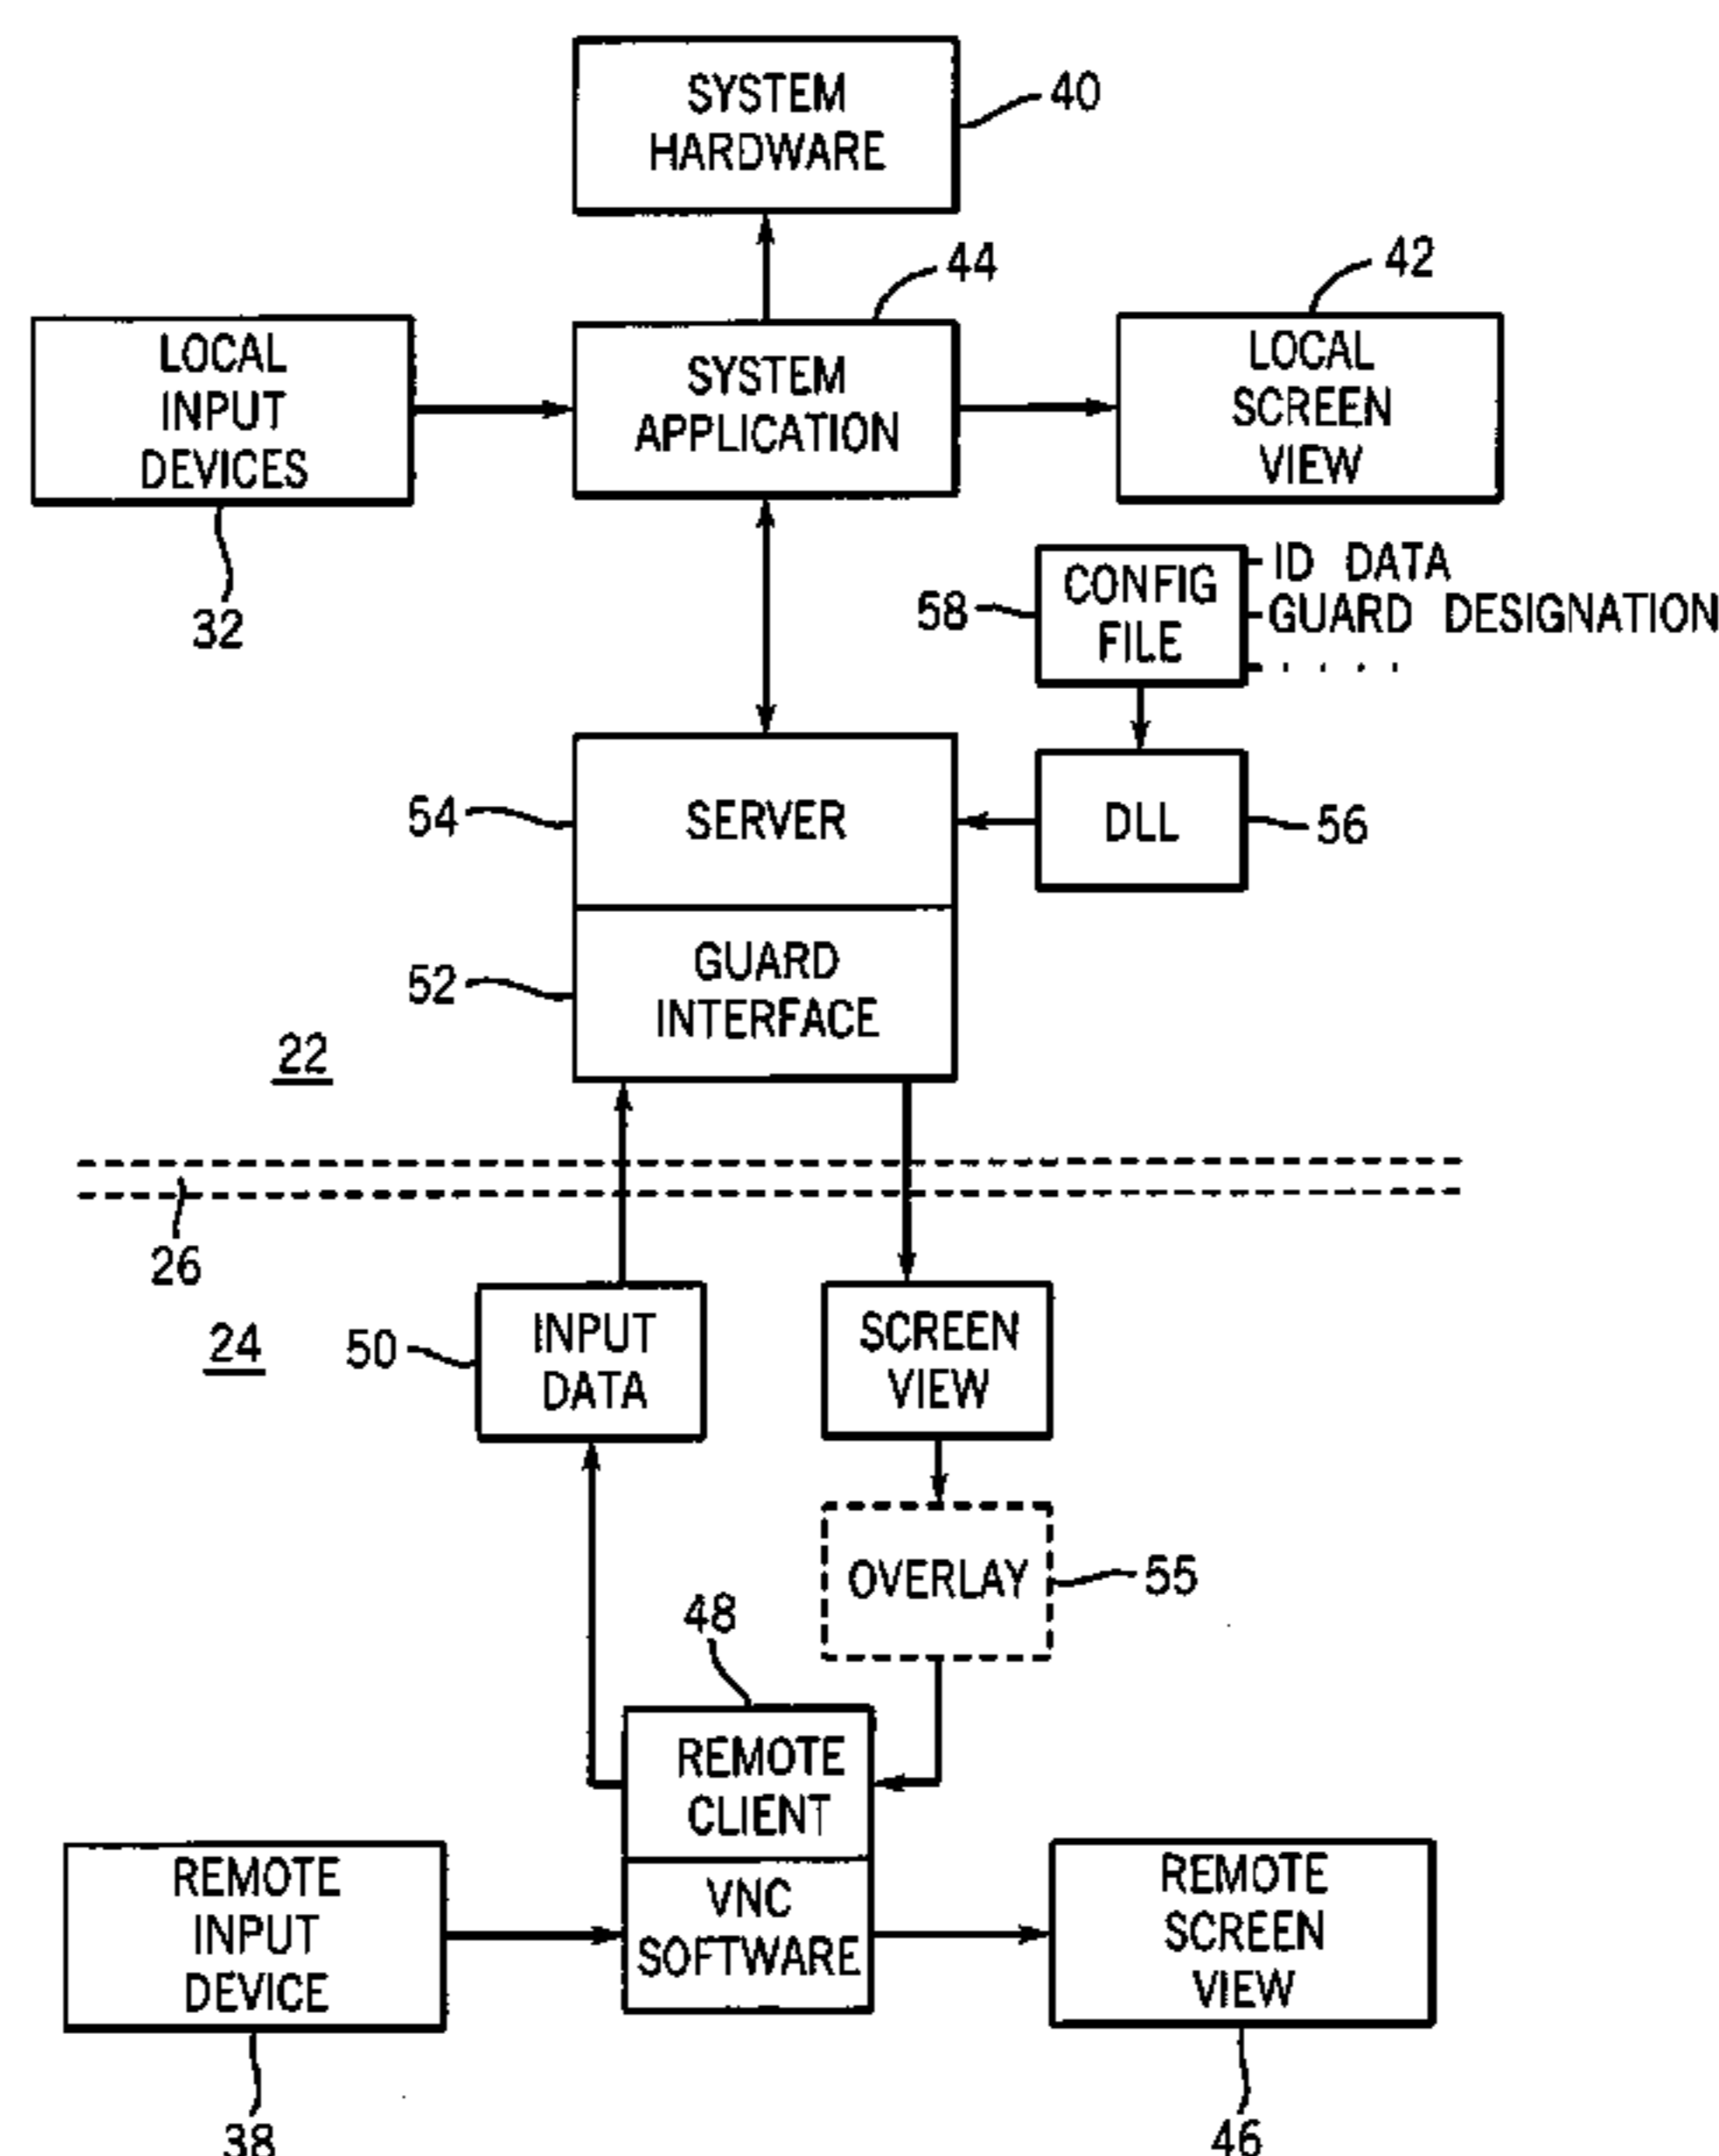 SYSTEM
HARDWARE
40
44
42
LOCAL
INPUT
DEVICES
32
SYSTEM
APPLICATION
LOCAL
SCREEN
VIEW
58
CONFIG
FILE
ID DATA
GUARD DESIGNATION
. . . .
54
SERVER
DLL
56
52
GUARD
INTERFACE
22
26
24
50
INPUT
DATA
SCREEN
VIEW
OVERLAY
55
48
REMOTE
CLIENT
VNC
SOFTWARE
REMOTE
INPUT
DEVICE
38
REMOTE
SCREEN
VIEW
46